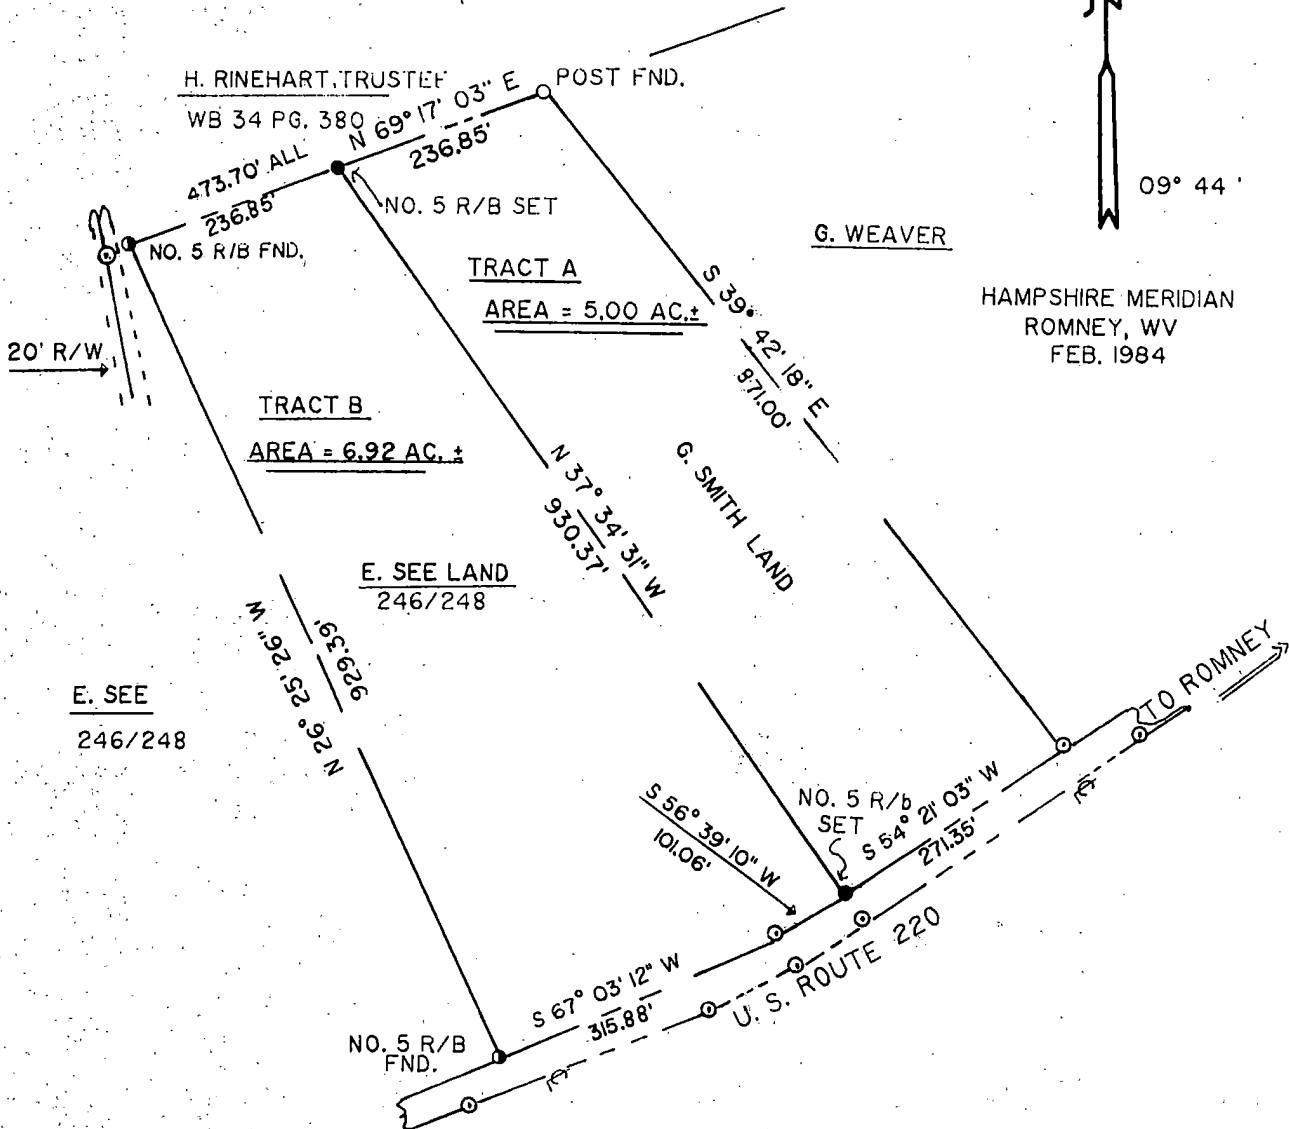 H. RINEHART, TRUSTEE
WB 34 PG. 380
N 69° 17' 03" E
236.85'
POST FND.
473.70' ALL
236.85'
NO. 5 R/B SET
NO. 5 R/B FND.
20' R/W
TRACT A
AREA = 5.00 AC.±
G. WEAVER
09° 44'
HAMPSHIRE MERIDIAN
ROMNEY, WV
FEB. 1984
S 39° 42' 18" E
871.00'
TRACT B
AREA = 6.92 AC. ±
N 37° 34' 31" W
930.37'
G. SMITH LAND
E. SEE LAND
246/248
N 26° 25' 26" W
929.39'
E. SEE
246/248
TO ROMNEY
S 56° 39' 10" W
101.06'
NO. 5 R/b
SET
S 54° 21' 03" W
271.35'
S 67° 03' 12" W
315.88'
U. S. ROUTE 220
NO. 5 R/B
FND.